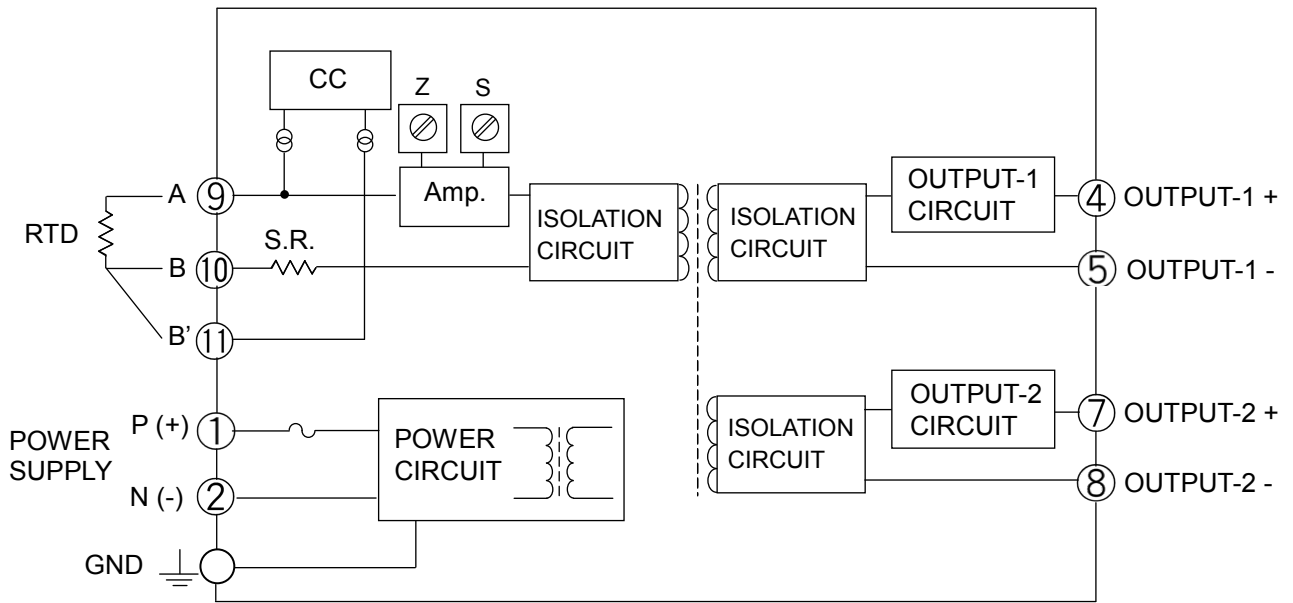 CC
Z
S
A
9
Amp.
ISOLATION
CIRCUIT
ISOLATION
CIRCUIT
OUTPUT-1
CIRCUIT
4
OUTPUT-1 +
RTD
S.R.
B
10
5
OUTPUT-1 -
B'
11
POWER
SUPPLY
P (+)
1
POWER
CIRCUIT
ISOLATION
CIRCUIT
OUTPUT-2
CIRCUIT
7
OUTPUT-2 +
N (-)
2
8
OUTPUT-2 -
GND